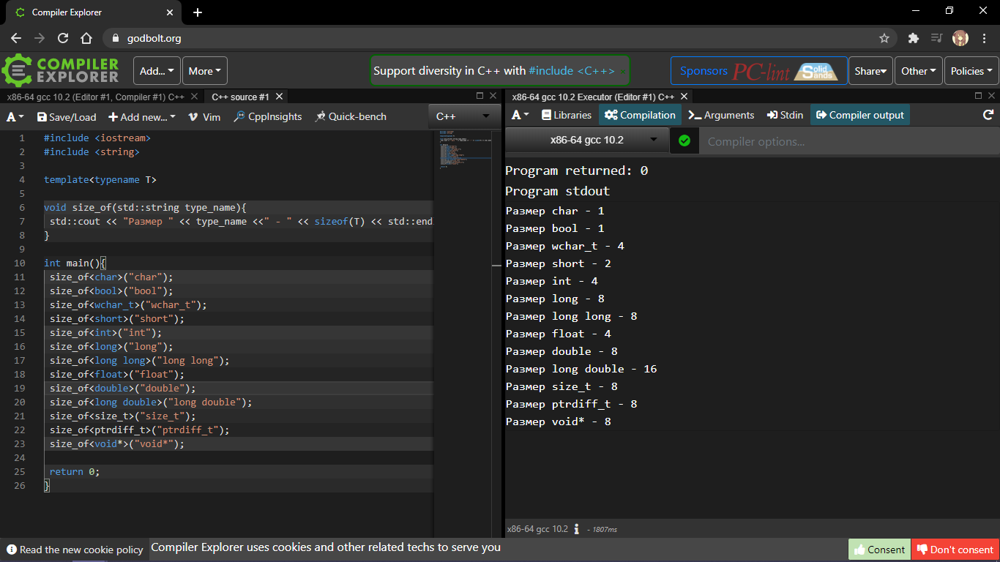 Compiler Explorer
godbolt.org
COMPILER EXPLORER
Add...
More
Support diversity in C++ with #include <C++>
Sponsors PC-lint Solid Sands
Share
Other
Policies
x86-64 gcc 10.2 (Editor #1, Compiler #1) C++
C++ source #1
A
Save/Load
Add new...
Vim
CppInsights
Quick-bench
C++
1 #include <iostream>
2 #include <string>
3
4 template<typename T>
5
6 void size_of(std::string type_name){
7 std::cout << "Размер " << type_name <<" - " << sizeof(T) << std::end
8 }
9
10 int main(){
11 size_of<char>("char");
12 size_of<bool>("bool");
13 size_of<wchar_t>("wchar_t");
14 size_of<short>("short");
15 size_of<int>("int");
16 size_of<long>("long");
17 size_of<long long>("long long");
18 size_of<float>("float");
19 size_of<double>("double");
20 size_of<long double>("long double");
21 size_of<size_t>("size_t");
22 size_of<ptrdiff_t>("ptrdiff_t");
23 size_of<void*>("void*");
24
25 return 0;
26 }
x86-64 gcc 10.2 Executor (Editor #1) C++
A
Libraries
Compilation
Arguments
Stdin
Compiler output
x86-64 gcc 10.2
Compiler options...
Program returned: 0
Program stdout
Размер char - 1
Размер bool - 1
Размер wchar_t - 4
Размер short - 2
Размер int - 4
Размер long - 8
Размер long long - 8
Размер float - 4
Размер double - 8
Размер long double - 16
Размер size_t - 8
Размер ptrdiff_t - 8
Размер void* - 8
x86-64 gcc 10.2 - 1807ms
Read the new cookie policy
Compiler Explorer uses cookies and other related techs to serve you
Consent
Don't consent